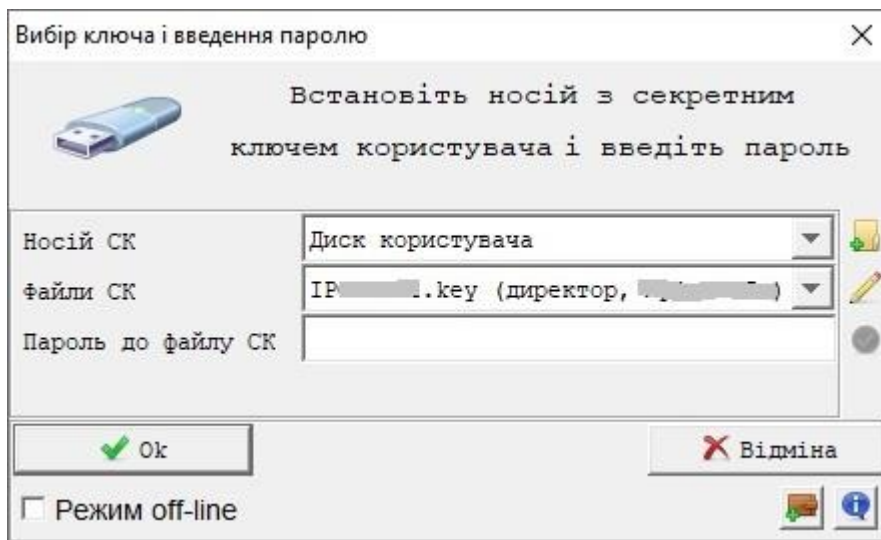 Вибір ключа і введення паролю
Встановіть носій з секретним
ключем користувача і введіть пароль
Носій СК
Диск користувача
Файли СК
.key (директор,
Пароль до файлу СК
Ok
Відміна
Режим off-line